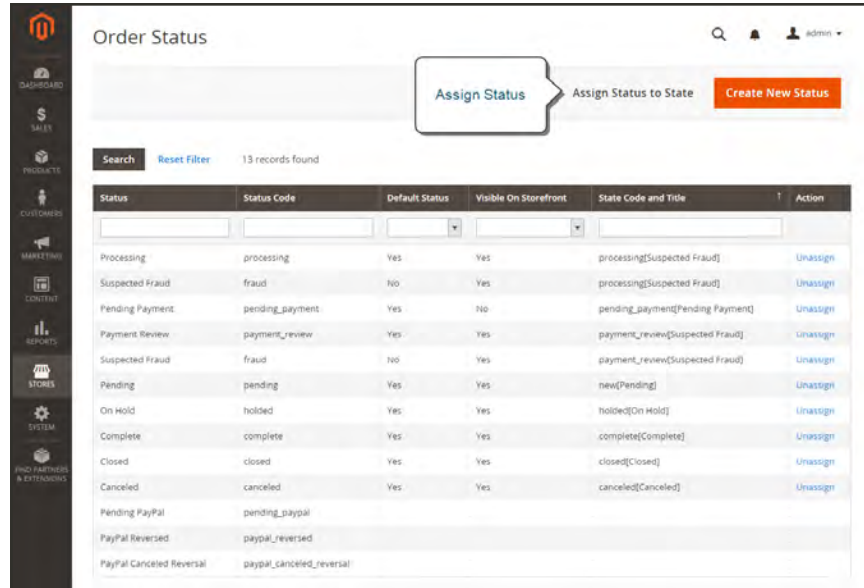 Order Status
admin
Assign Status
Assign Status to State
Create New Status
DASHBOARD
SALES
PRODUCTS
CUSTOMERS
MARKETING
CONTENT
REPORTS
STORES
SYSTEM
FIND PARTNERS
& EXTENSIONS
Search Reset Filter 13 records found
Status Status Code Default Status Visible On Storefront State Code and Title ↑ Action
Processing processing Yes Yes processing[Suspected Fraud] Unassign
Suspected Fraud fraud No Yes processing[Suspected Fraud] Unassign
Pending Payment pending_payment Yes No pending_payment[Pending Payment] Unassign
Payment Review payment_review Yes Yes payment_review[Suspected Fraud] Unassign
Suspected Fraud fraud No Yes payment_review[Suspected Fraud] Unassign
Pending pending Yes Yes new[Pending] Unassign
On Hold holded Yes Yes holded[On Hold] Unassign
Complete complete Yes Yes complete[Complete] Unassign
Closed closed Yes Yes closed[Closed] Unassign
Canceled canceled Yes Yes canceled[Canceled] Unassign
Pending PayPal pending_paypal
PayPal Reversed paypal_reversed
PayPal Canceled Reversal paypal_canceled_reversal